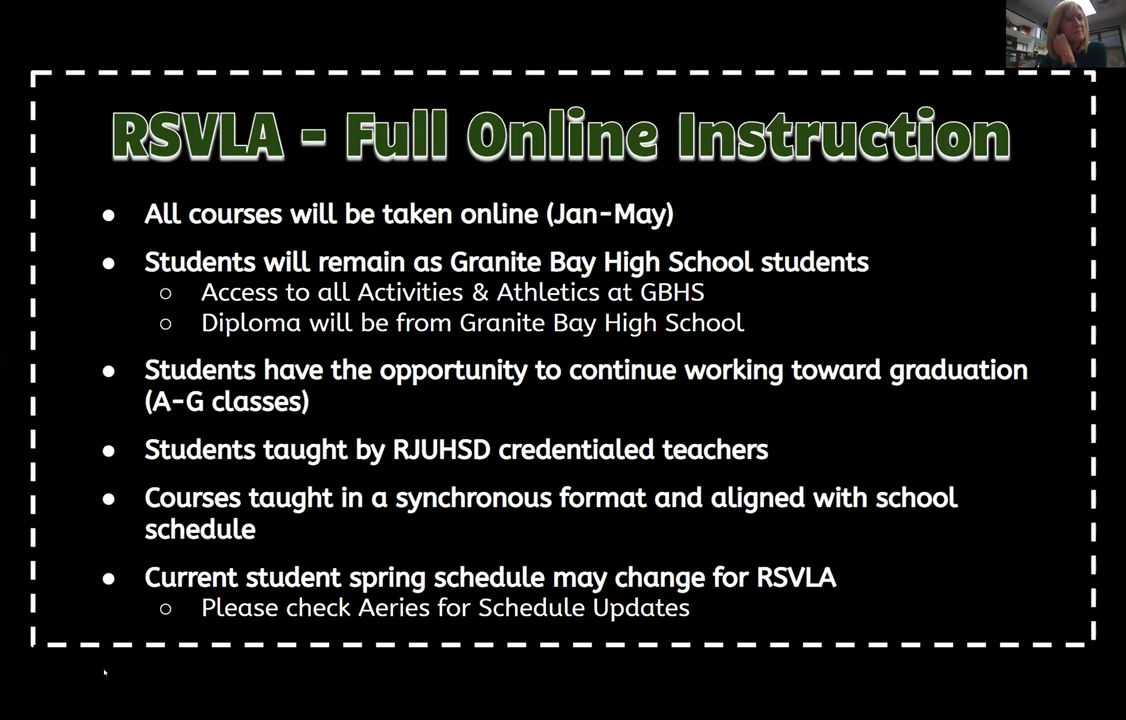 RSVLA - Full Online Instruction
● All courses will be taken online (Jan-May)
● Students will remain as Granite Bay High School students
○ Access to all Activities & Athletics at GBHS
○ Diploma will be from Granite Bay High School
● Students have the opportunity to continue working toward graduation
(A-G classes)
● Students taught by RJUHSD credentialed teachers
● Courses taught in a synchronous format and aligned with school
schedule
● Current student spring schedule may change for RSVLA
○ Please check Aeries for Schedule Updates